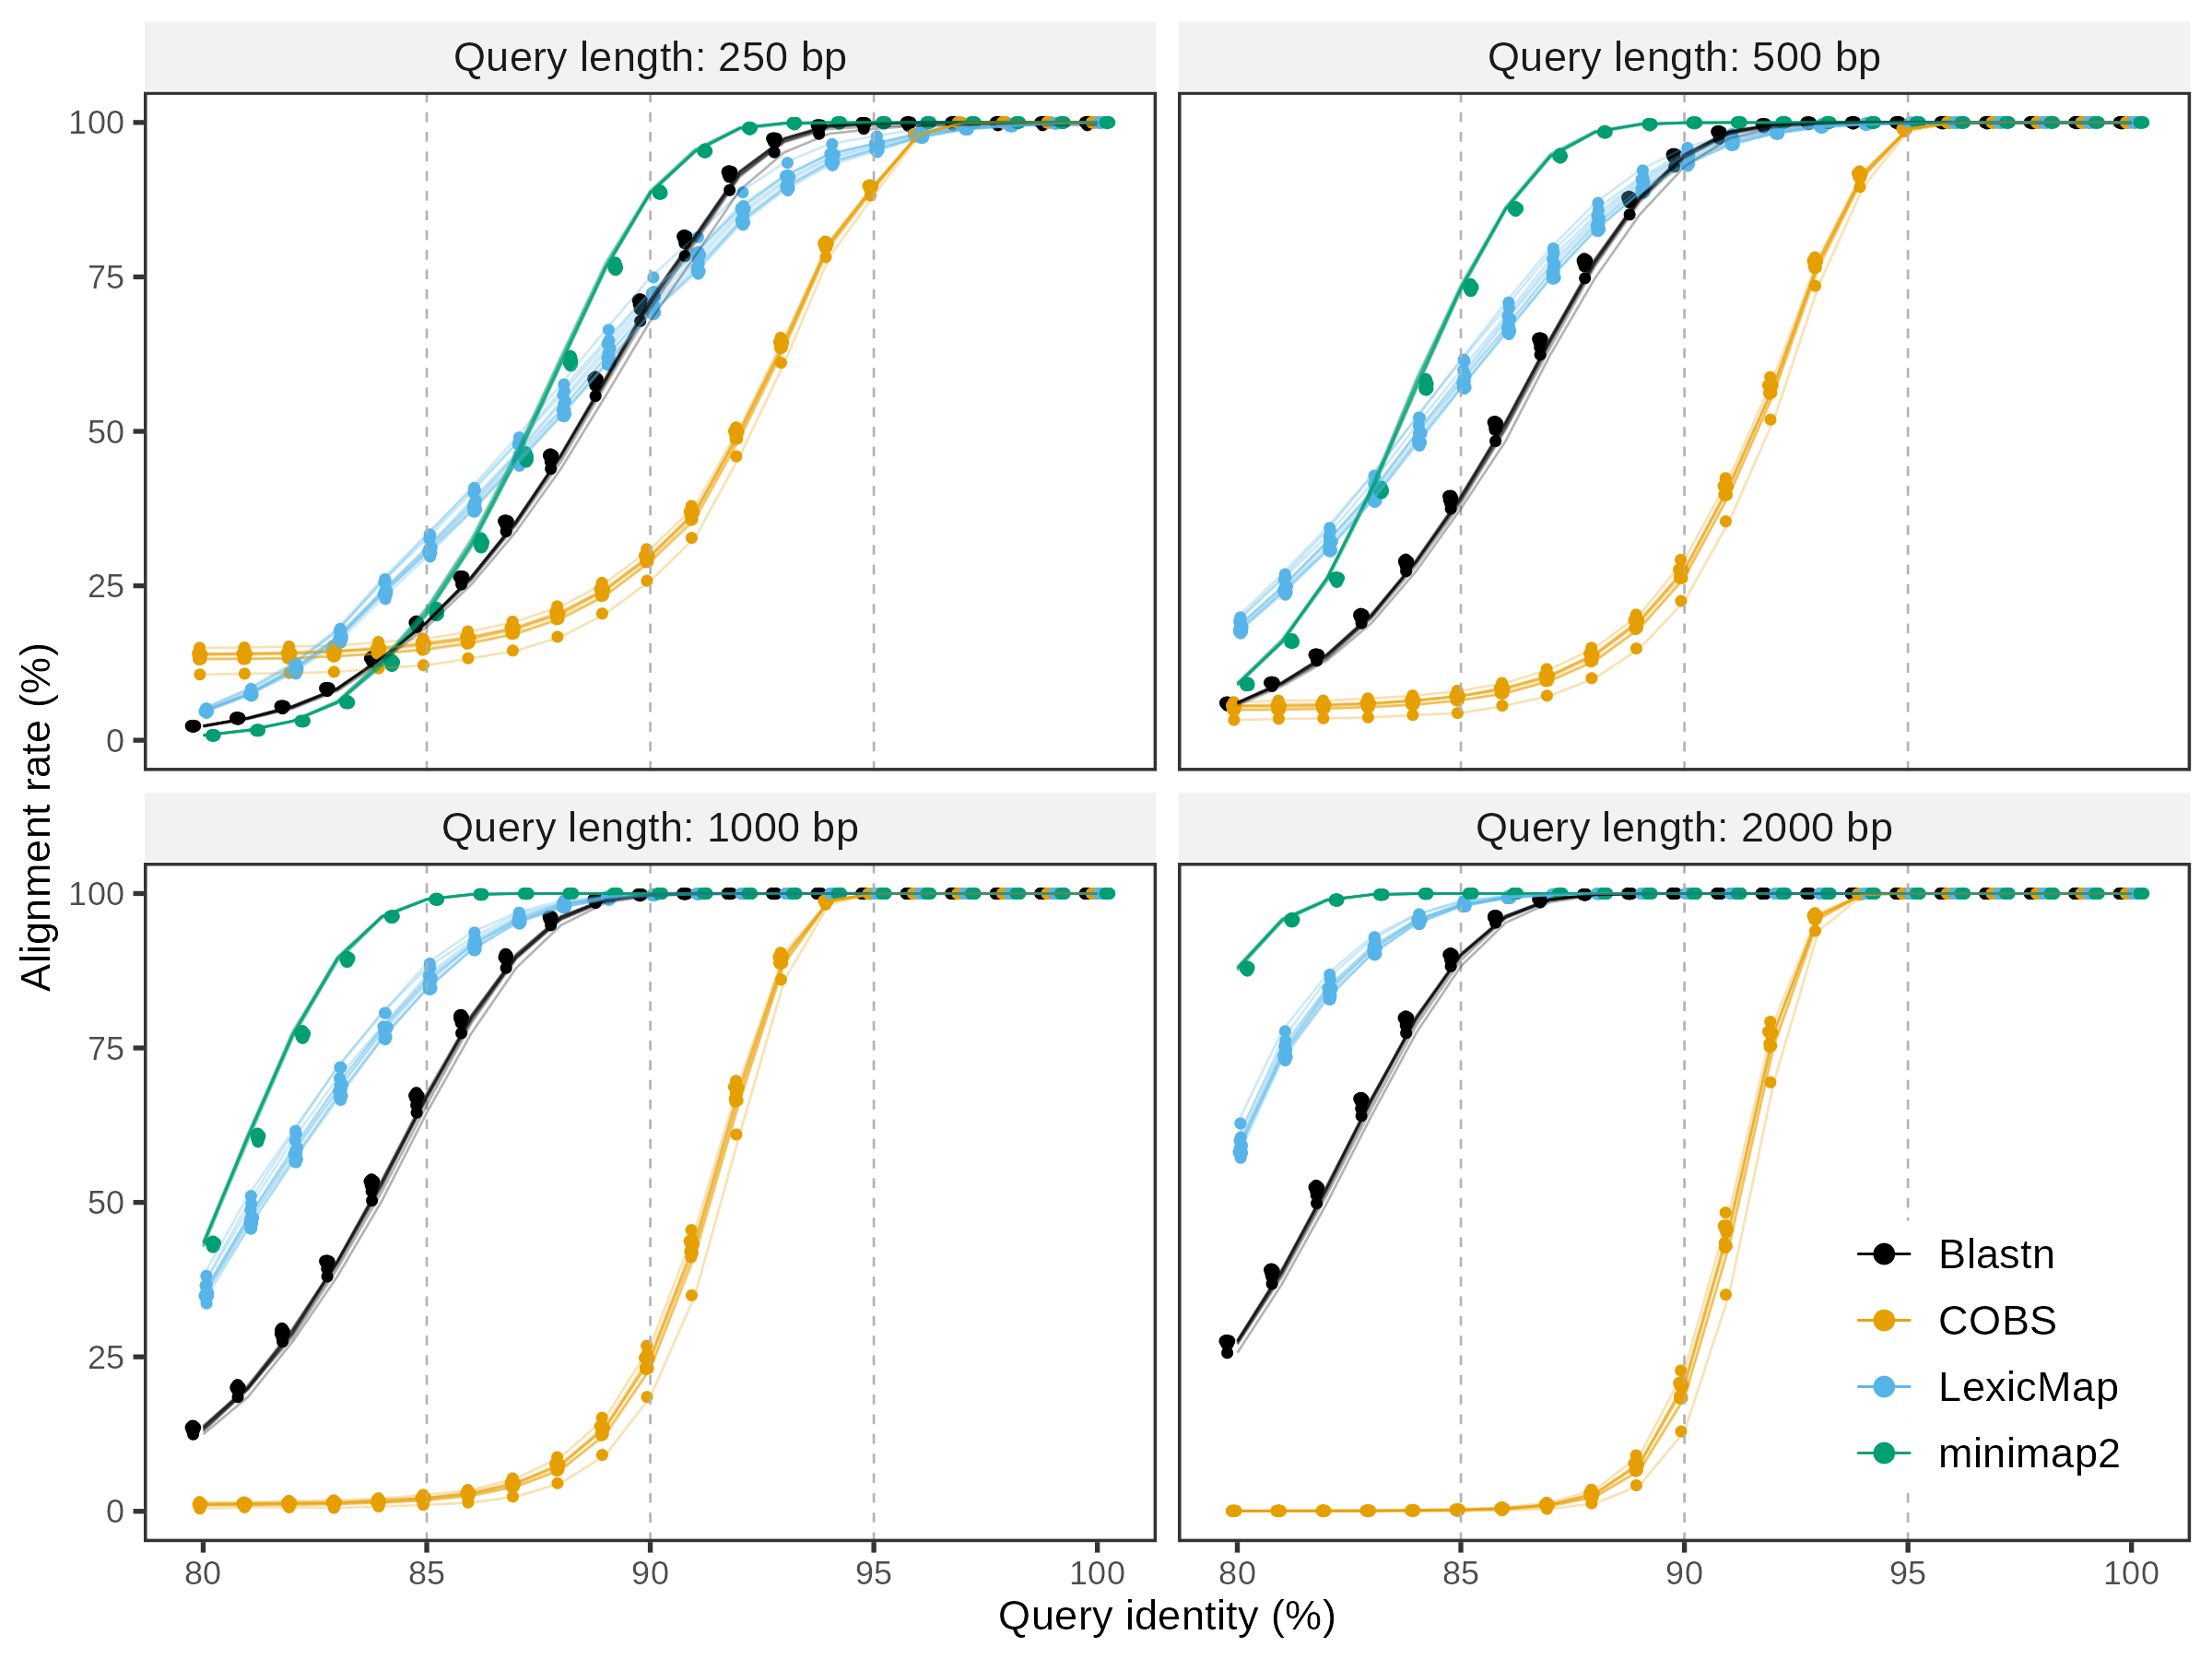 Query length: 250 bp
Query length: 500 bp
100
75
50
25
0
Query length: 1000 bp
Query length: 2000 bp
100
75
50
25
0
Alignment rate (%)
Blastn
COBS
LexicMap
minimap2
80
85
90
95
100
80
85
90
95
100
Query identity (%)